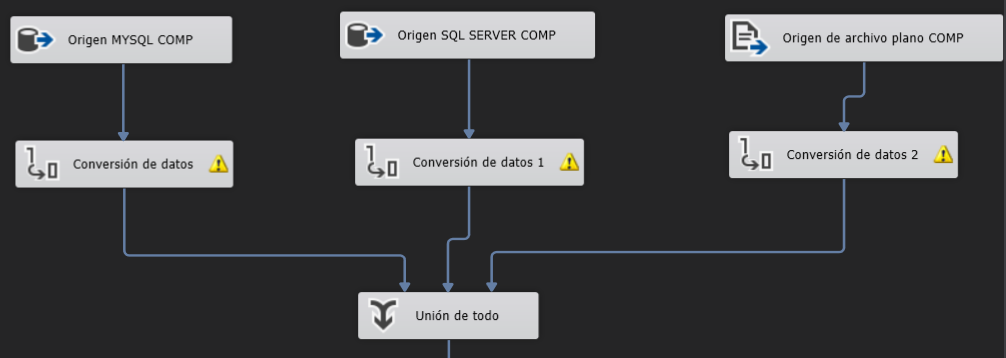 Origen MYSQL COMP
Origen SQL SERVER COMP
Origen de archivo plano COMP
Conversión de datos
Conversión de datos 1
Conversión de datos 2
Unión de todo